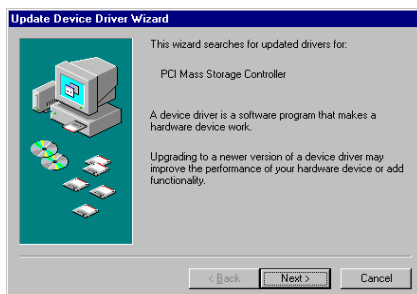 Update Device Driver Wizard
This wizard searches for updated drivers for:
PCI Mass Storage Controller
A device driver is a software program that makes a
hardware device work.
Upgrading to a newer version of a device driver may
improve the performance of your hardware device or add
functionality.
< Back
Next >
Cancel